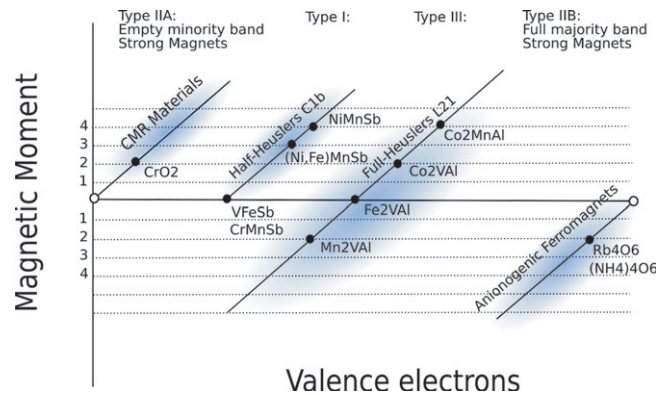 Type IIA:
Empty minority band
Strong Magnets
Type I:
Type III:
Type IIB:
Full majority band
Strong Magnets
Magnetic Moment
4
3
2
1
1
2
3
4
CMR Materials
CrO2
Half-Heuslers C1b
NiMnSb
(Ni,Fe)MnSb
VFeSb
CrMnSb
Full-Heuslers L21
Co2MnAl
Co2VAl
Fe2VAl
Mn2VAl
Anionogenic Ferromagnets
Rb4O6
(NH4)4O6
Valence electrons